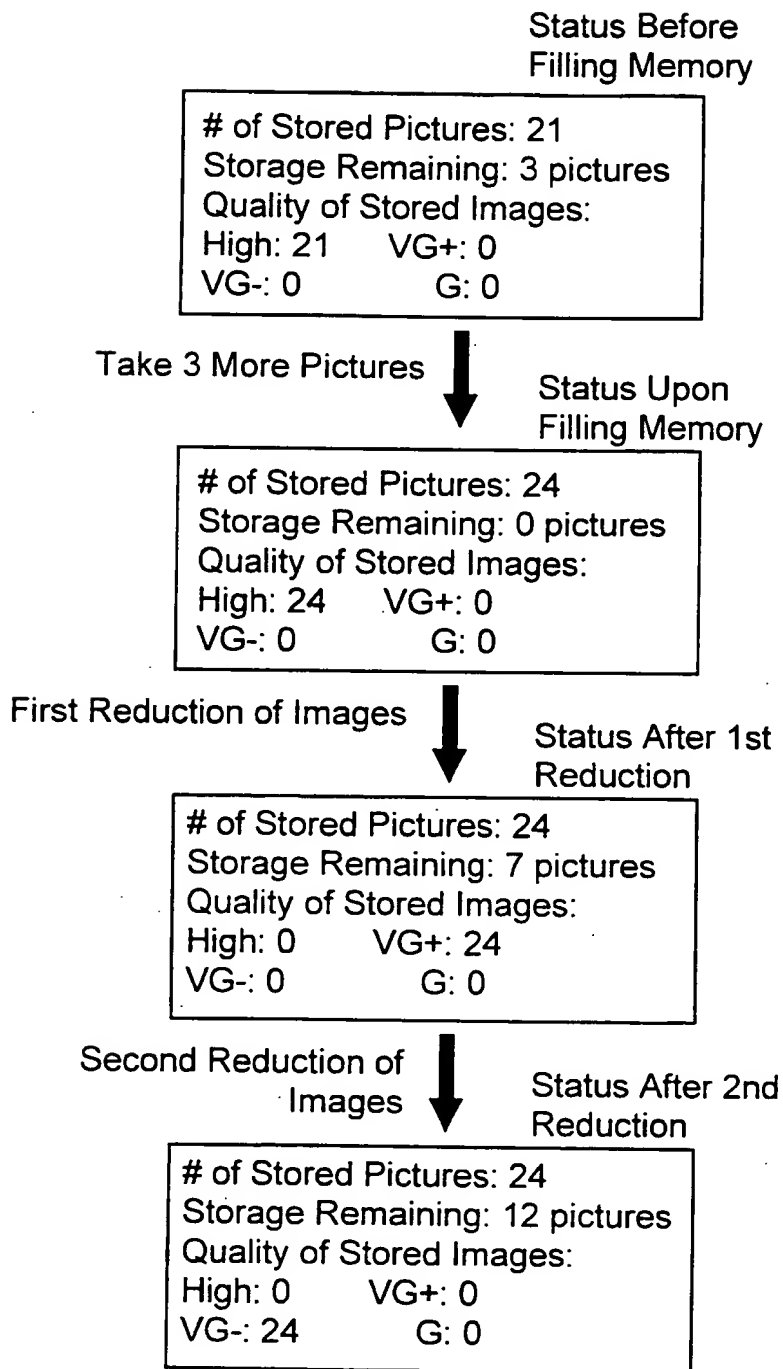 Status Before
Filling Memory
# of Stored Pictures: 21
Storage Remaining: 3 pictures
Quality of Stored Images:
High: 21 VG+: 0
VG-: 0 G: 0
Take 3 More Pictures
Status Upon
Filling Memory
# of Stored Pictures: 24
Storage Remaining: 0 pictures
Quality of Stored Images:
High: 24 VG+: 0
VG-: 0 G: 0
First Reduction of Images
Status After 1st
Reduction
# of Stored Pictures: 24
Storage Remaining: 7 pictures
Quality of Stored Images:
High: 0 VG+: 24
VG-: 0 G: 0
Second Reduction of
Images
Status After 2nd
Reduction
# of Stored Pictures: 24
Storage Remaining: 12 pictures
Quality of Stored Images:
High: 0 VG+: 0
VG-: 24 G: 0